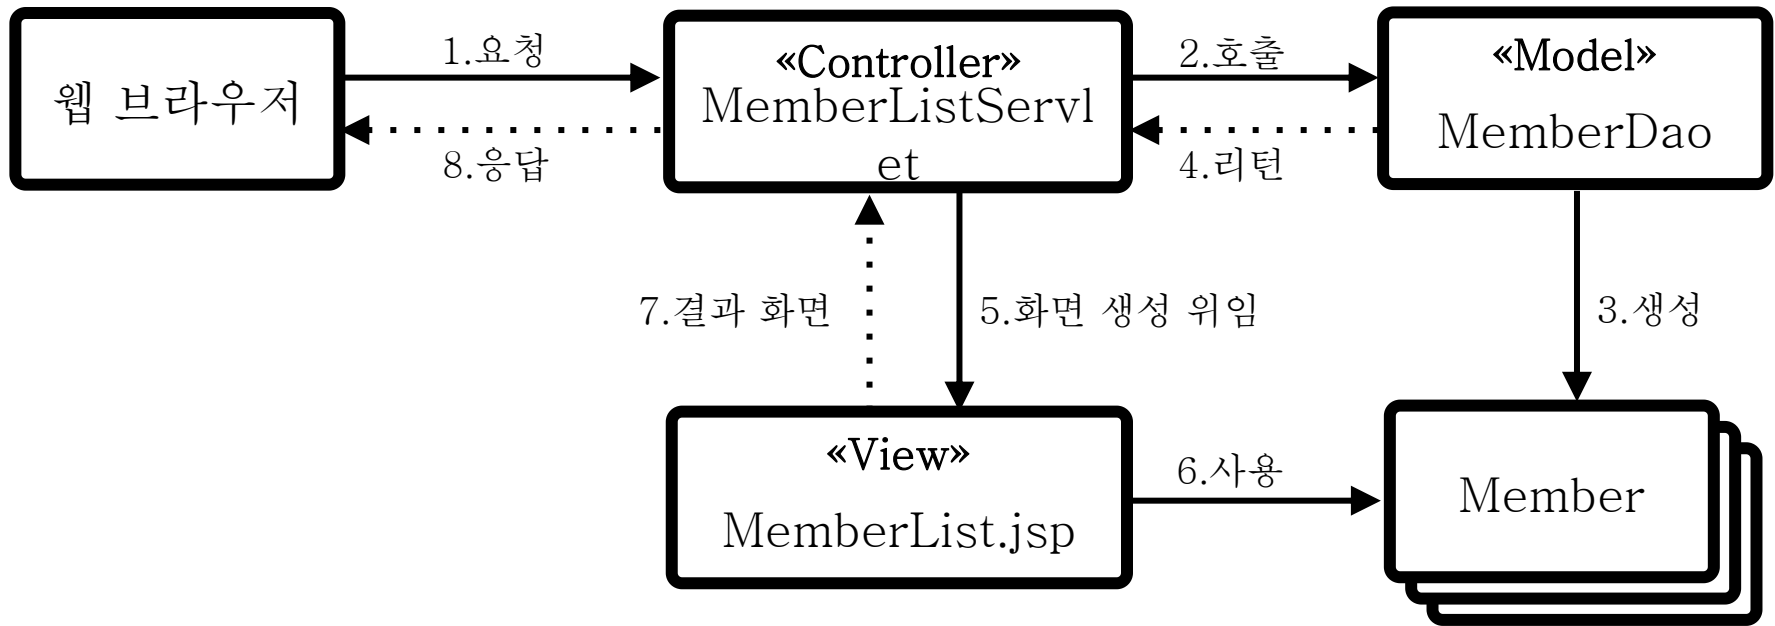 웹 브라우저
1.요청
8.응답
«Controller»
MemberListServl
et
2.호출
4.리턴
«Model»
MemberDao
7.결과 화면
5.화면 생성 위임
3.생성
«View»
MemberList.jsp
6.사용
Member